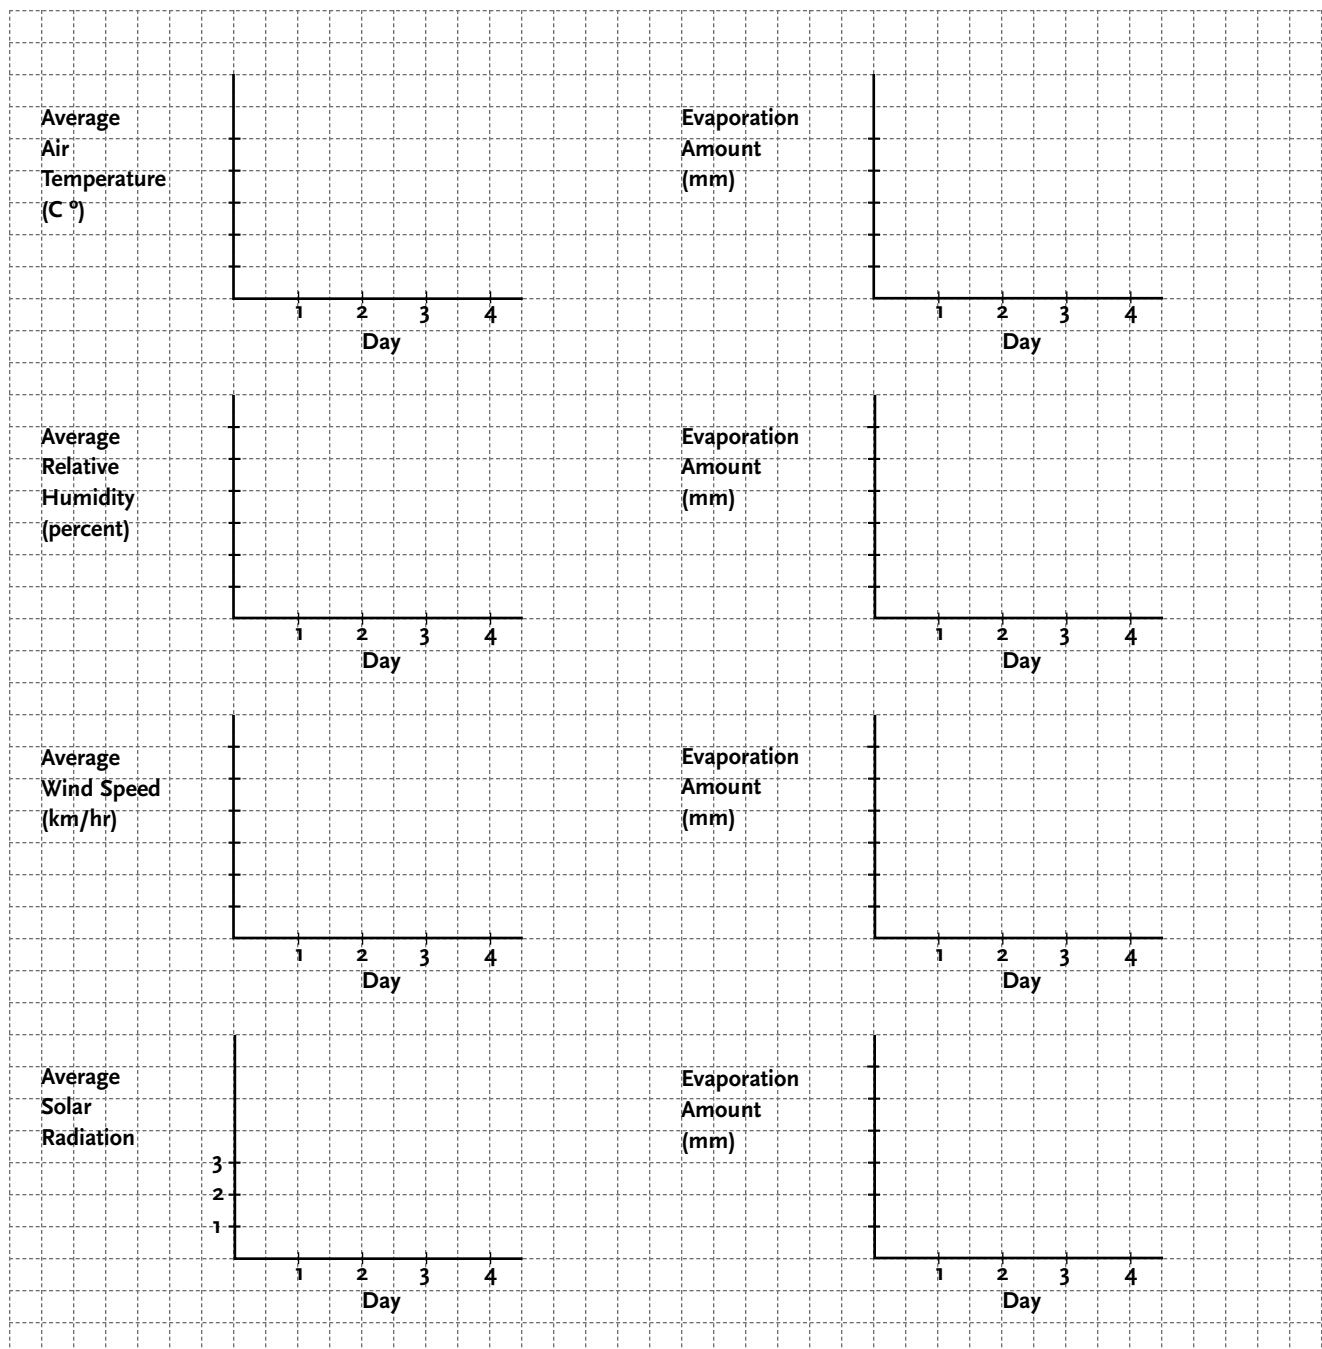 Average
Air
Temperature
(C º)
1 2 3 4
Day
Evaporation
Amount
(mm)
1 2 3 4
Day
Average
Relative
Humidity
(percent)
1 2 3 4
Day
Evaporation
Amount
(mm)
1 2 3 4
Day
Average
Wind Speed
(km/hr)
1 2 3 4
Day
Evaporation
Amount
(mm)
1 2 3 4
Day
Average
Solar
Radiation
3
2
1
1 2 3 4
Day
Evaporation
Amount
(mm)
1 2 3 4
Day